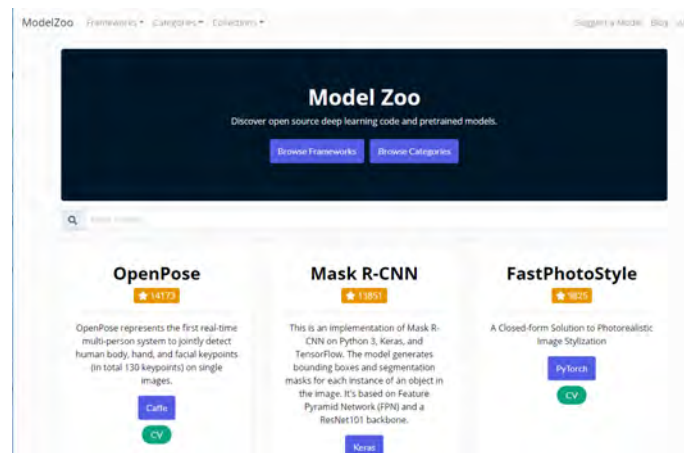 ModelZoo Frameworks Categories Collections Suggest a Model Blog
Model Zoo
Discover open source deep learning code and pretrained models.
Browse Frameworks Browse Categories
OpenPose
14173
OpenPose represents the first real-time
multi-person system to jointly detect
human body, hand, and facial keypoints
(in total 130 keypoints) on single
images.
Caffe
CV
Mask R-CNN
13851
This is an implementation of Mask R-
CNN on Python 3, Keras, and
TensorFlow. The model generates
bounding boxes and segmentation
masks for each instance of an object in
the image. It's based on Feature
Pyramid Network (FPN) and a
ResNet101 backbone.
Keras
FastPhotoStyle
9825
A Closed-form Solution to Photorealistic
Image Stylization
PyTorch
CV